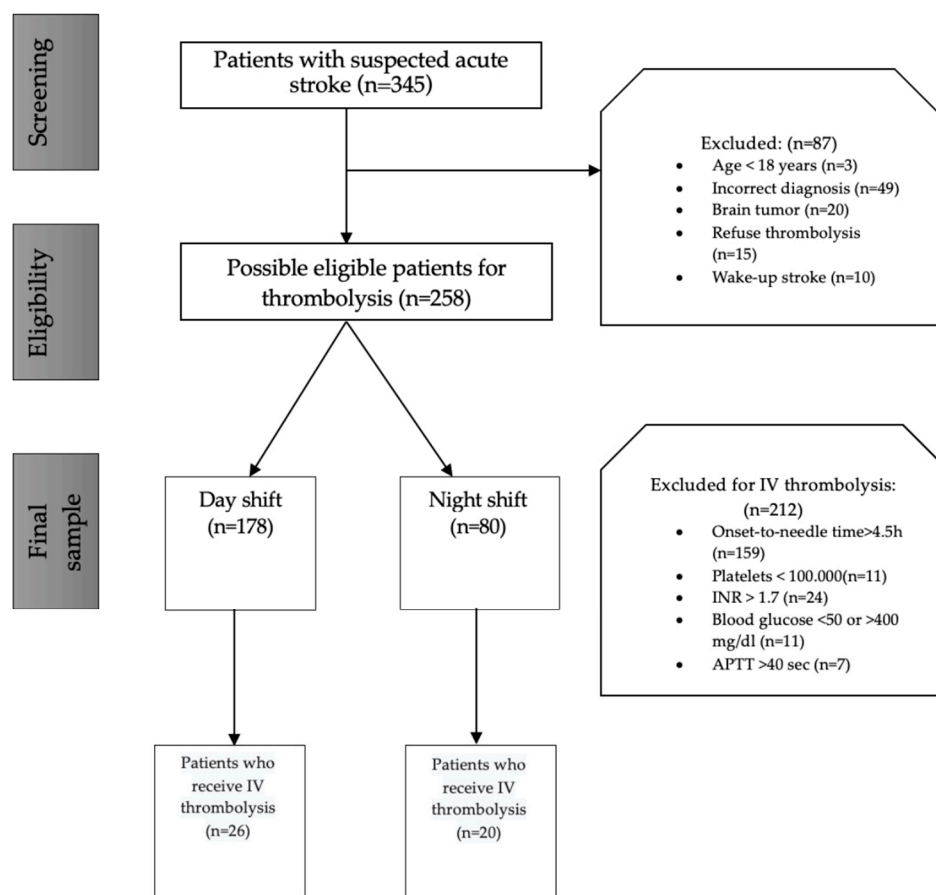 Screening
Patients with suspected acute
stroke (n=345)
Excluded: (n=87)
• Age < 18 years (n=3)
• Incorrect diagnosis (n=49)
• Brain tumor (n=20)
• Refuse thrombolysis
(n=15)
• Wake-up stroke (n=10)
Eligibility
Possible eligible patients for
thrombolysis (n=258)
Final
sample
Day shift
(n=178)
Night shift
(n=80)
Excluded for IV thrombolysis:
(n=212)
• Onset-to-needle time>4.5h
(n=159)
• Platelets < 100.000(n=11)
• INR > 1.7 (n=24)
• Blood glucose <50 or >400
mg/dl (n=11)
• APTT >40 sec (n=7)
Patients who
receive IV
thrombolysis
(n=26)
Patients who
receive IV
thrombolysis
(n=20)